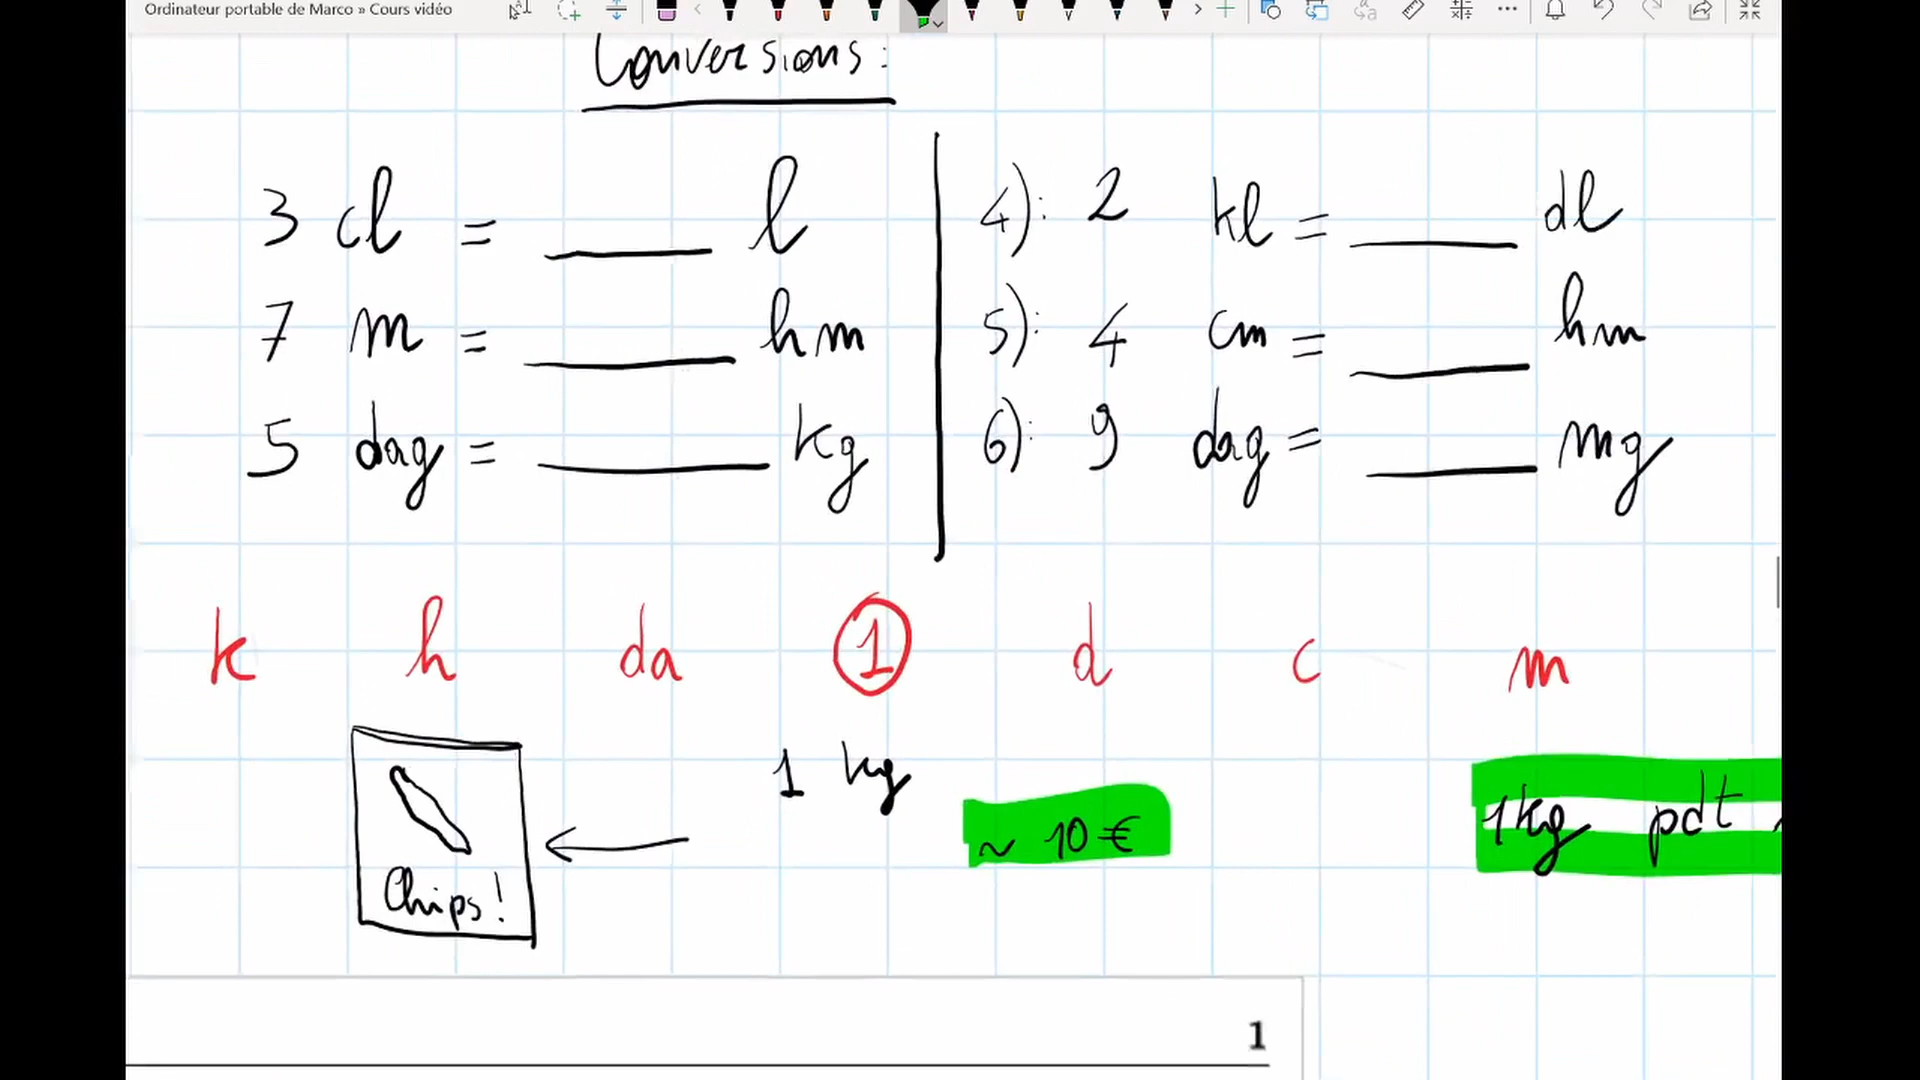 Ordinateur portable de Marco » Cours vidéo
Conversions :
3 cl = ____ l
7 m = ____ hm
5 dag = ____ kg
4): 2 kl = ____ dl
5): 4 cm = ____ hm
6): 9 dag = ____ mg
k h da 1 d c m
Chips!
1 kg
~ 10 €
1kg pdt
1